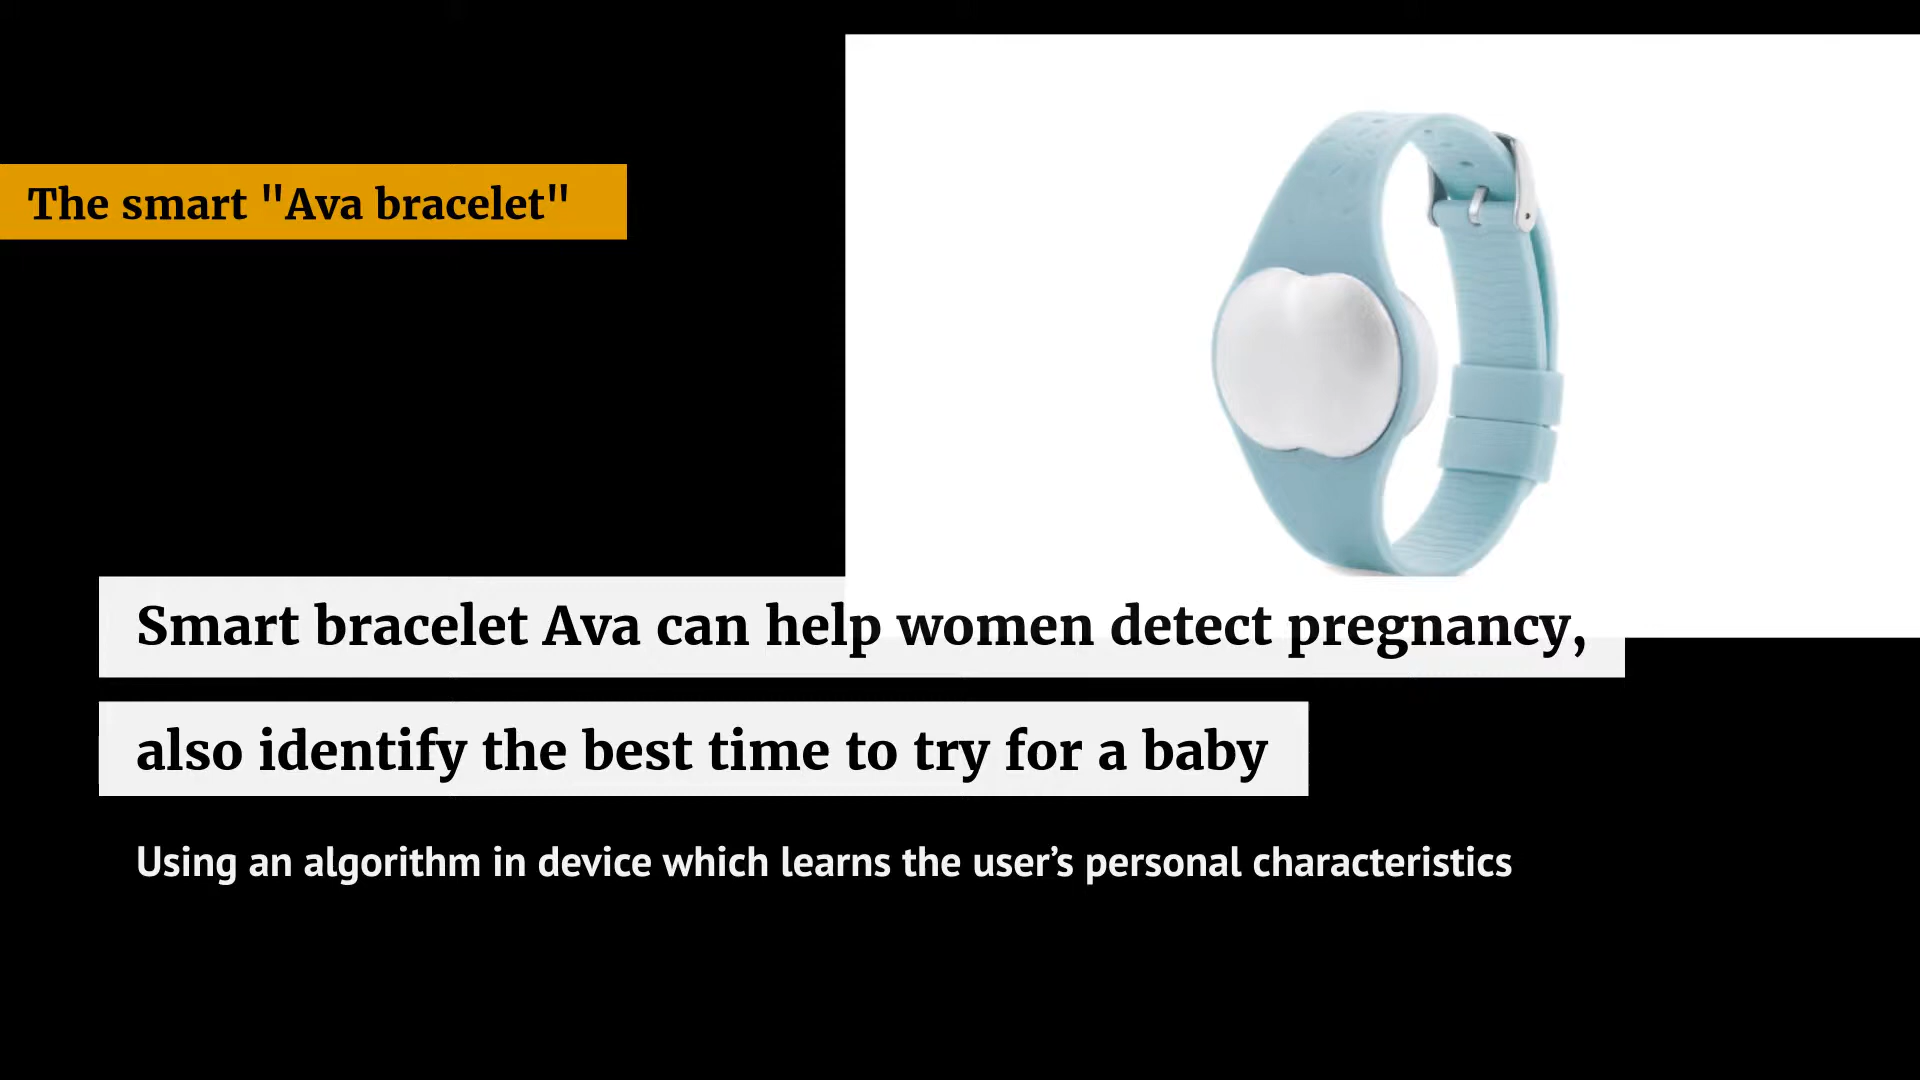 The smart "Ava bracelet"
Smart bracelet Ava can help women detect pregnancy,
also identify the best time to try for a baby
Using an algorithm in device which learns the user’s personal characteristics